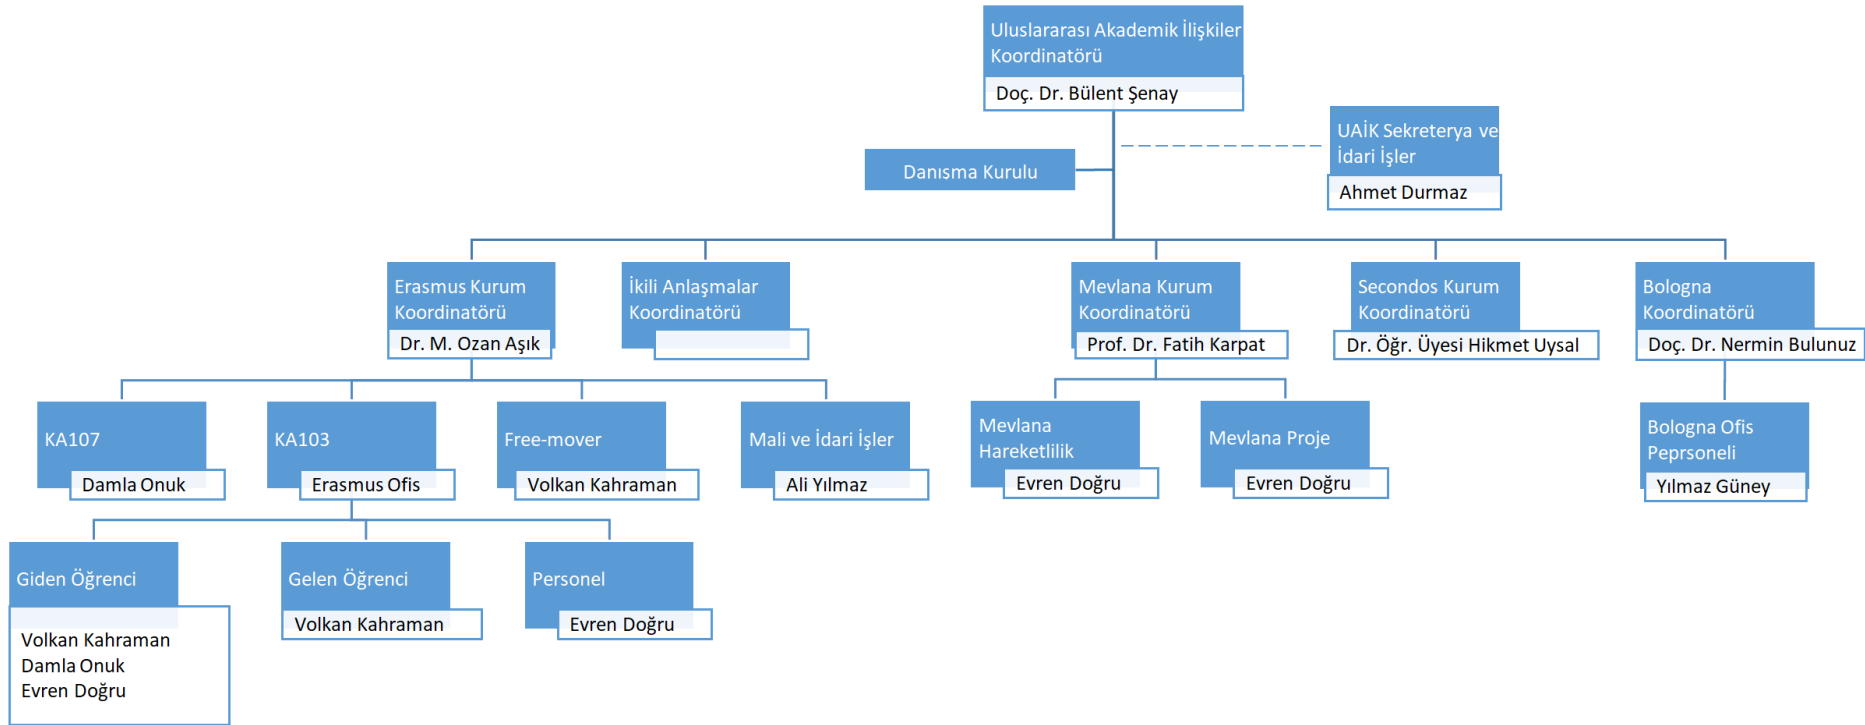 Uluslararası Akademik İlişkiler
Koordinatörü
Doç. Dr. Bülent Şenay
UAİK Sekreterya ve
İdari İşler
Ahmet Durmaz
Danısma Kurulu
Erasmus Kurum
Koordinatörü
Dr. M. Ozan Aşık
İkili Anlaşmalar
Koordinatörü
Mevlana Kurum
Koordinatörü
Prof. Dr. Fatih Karpat
Secondos Kurum
Koordinatörü
Dr. Öğr. Üyesi Hikmet Uysal
Bologna
Koordinatörü
Doç. Dr. Nermin Bulunuz
KA107
Damla Onuk
KA103
Erasmus Ofis
Free-mover
Volkan Kahraman
Mali ve İdari İşler
Ali Yılmaz
Mevlana
Hareketlilik
Evren Doğru
Mevlana Proje
Evren Doğru
Bologna Ofis
Peprsoneli
Yılmaz Güney
Giden Öğrenci
Volkan Kahraman
Damla Onuk
Evren Doğru
Gelen Öğrenci
Volkan Kahraman
Personel
Evren Doğru